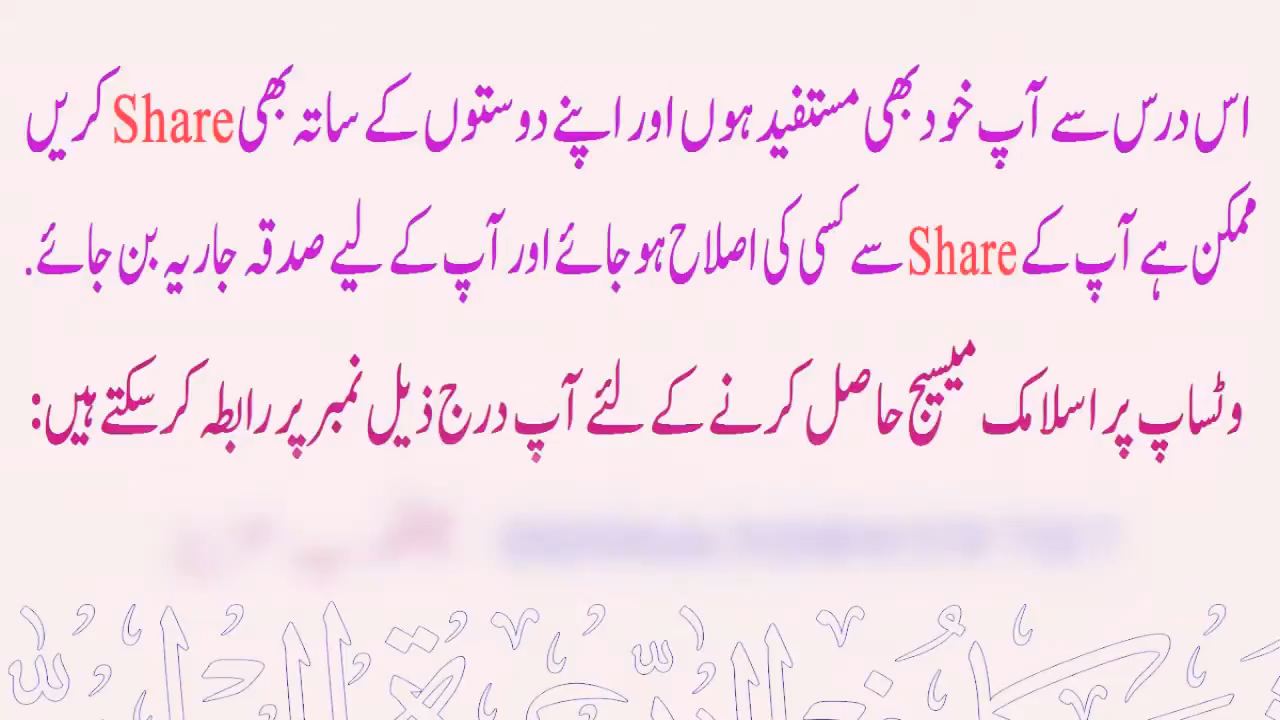 اس درس سے آپ خود بھی مستفید ہوں اور اپنے دوستوں کے ساتہ بھی Share کریں
ممکن ہے آپ کے Share سے کسی کی اصلاح ہو جائے اور آپ کے لیے صدقہ جاریہ بن جائے.
وٹساپ پر اسلامک میسیج حاصل کرنے کے لئے آپ درج ذیل نمبر پر رابطہ کر سکتے ہیں: